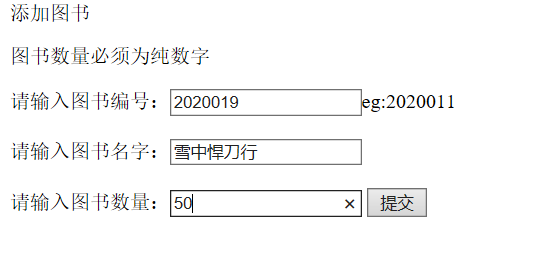 添加图书
图书数量必须为纯数字
请输入图书编号：2020019eg:2020011
请输入图书名字：雪中悍刀行
请输入图书数量：50 × 提交